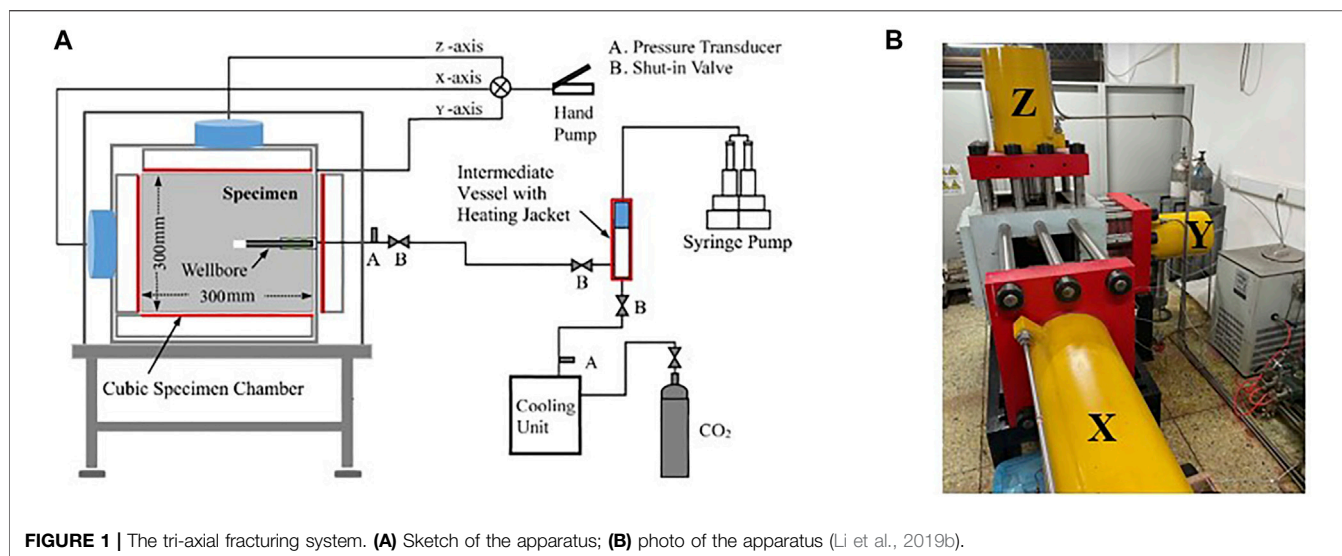 A
Z-axis
X-axis
Y-axis
A. Pressure Transducer
B. Shut-in Valve
Hand
Pump
Specimen
300mm
Wellbore
300mm
A
B
Intermediate
Vessel with
Heating Jacket
Syringe Pump
B
B
A
Cubic Specimen Chamber
Cooling
Unit
CO₂
B
Z
Y
X
FIGURE 1 | The tri-axial fracturing system. (A) Sketch of the apparatus; (B) photo of the apparatus (Li et al., 2019b).